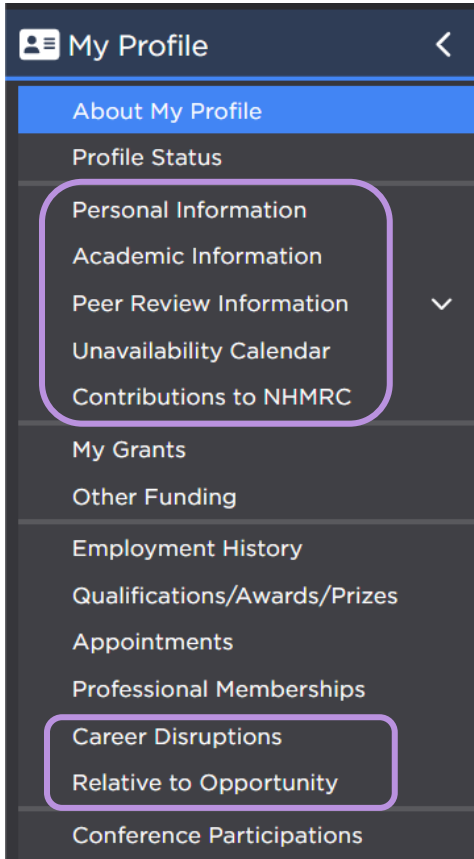 My Profile
About My Profile
Profile Status
Personal Information
Academic Information
Peer Review Information
Unavailability Calendar
Contributions to NHMRC
My Grants
Other Funding
Employment History
Qualifications/Awards/Prizes
Appointments
Professional Memberships
Career Disruptions
Relative to Opportunity
Conference Participations